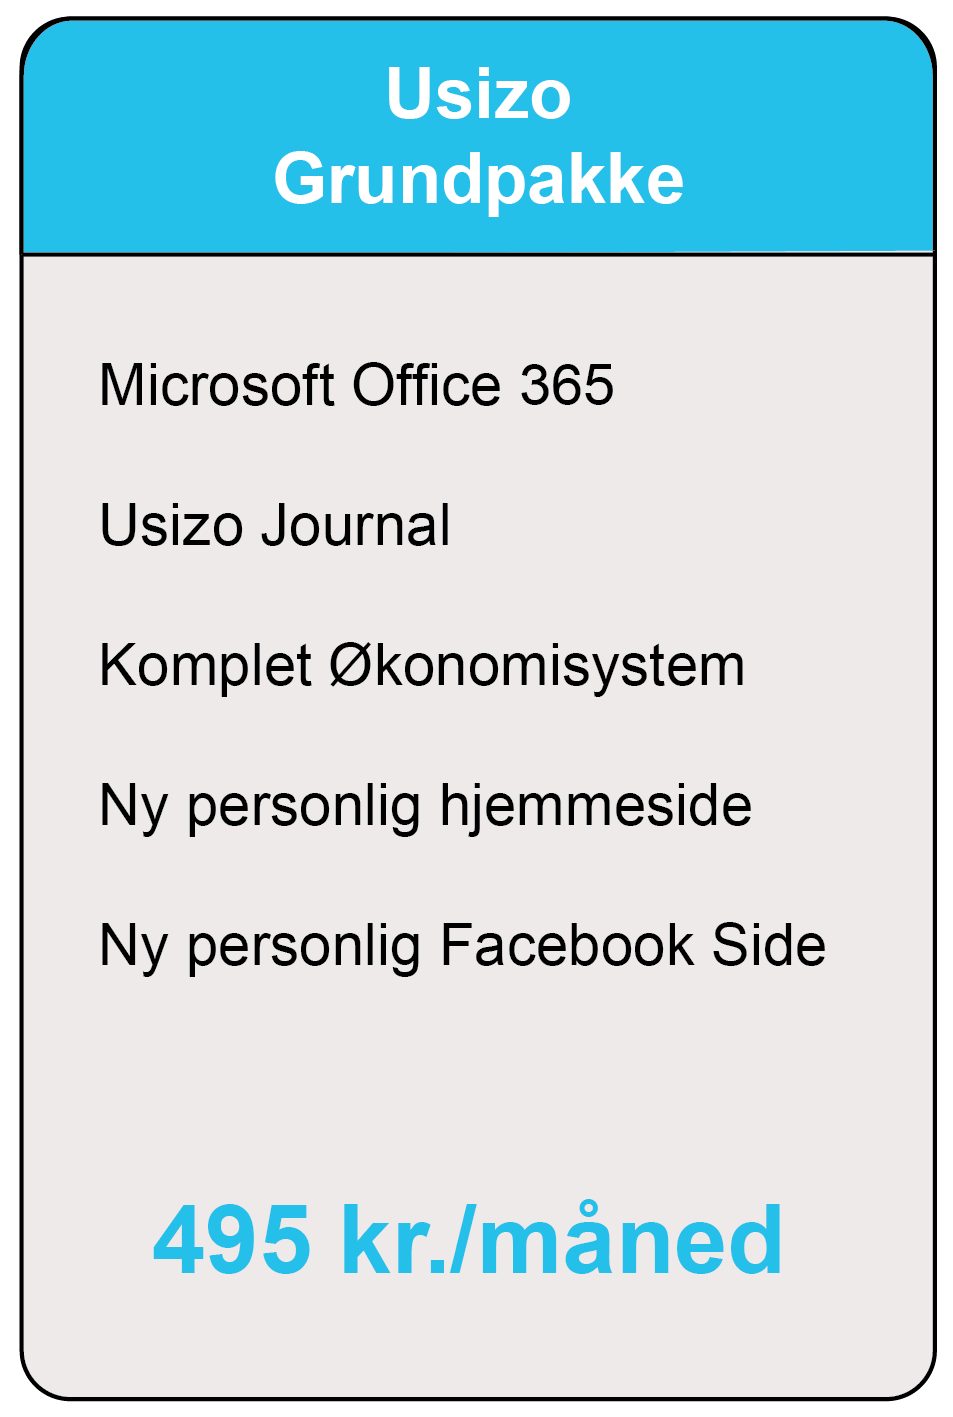 Usizo
Grundpakke
Microsoft Office 365
Usizo Journal
Komplet Økonomisystem
Ny personlig hjemmeside
Ny personlig Facebook Side
495 kr./måned